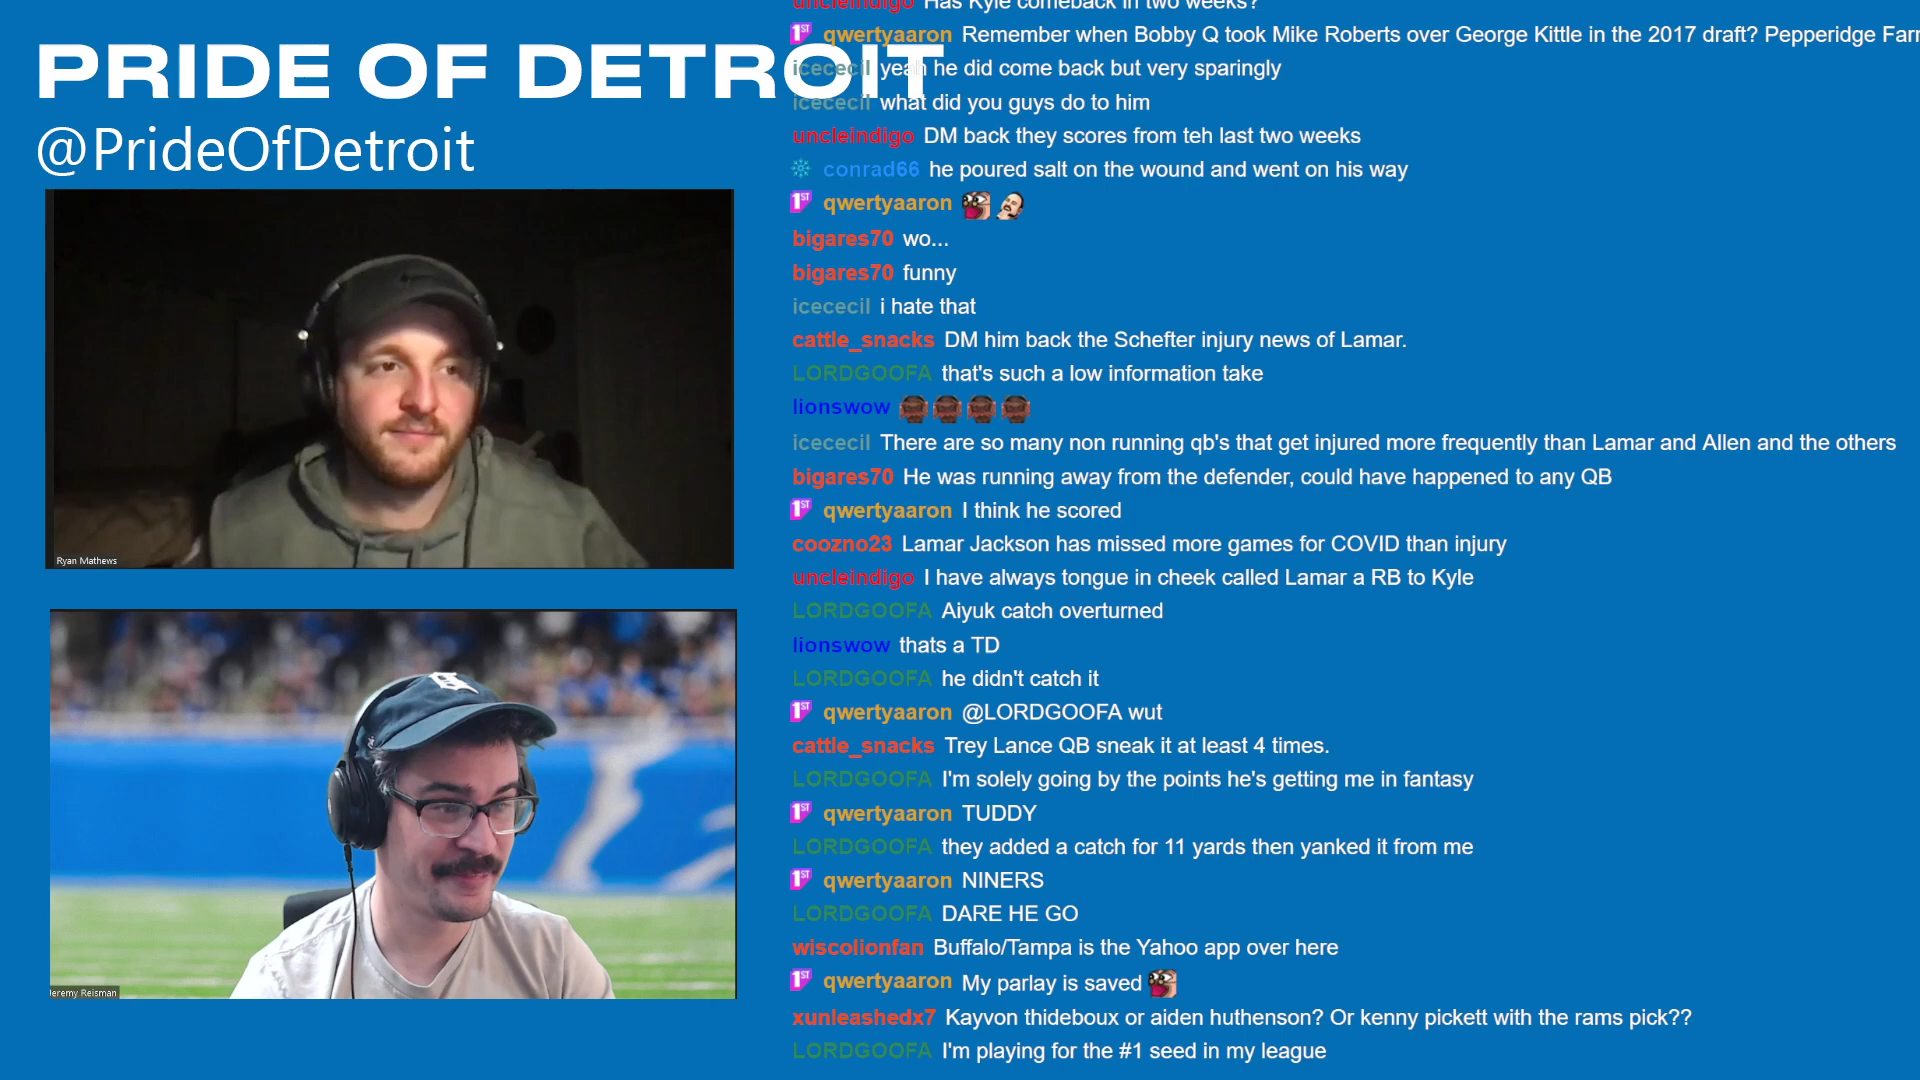 PRIDE OF DETROIT
@PrideOfDetroit
Ryan Mathews
Jeremy Reisman
uncleindigo Has Kyle comeback in two weeks?
1ST qwertyaaron Remember when Bobby Q took Mike Roberts over George Kittle in the 2017 draft? Pepperidge Farm
icececil yeah he did come back but very sparingly
icececil what did you guys do to him
uncleindigo DM back they scores from teh last two weeks
conrad66 he poured salt on the wound and went on his way
1ST qwertyaaron
bigares70 wo...
bigares70 funny
icececil i hate that
cattle_snacks DM him back the Schefter injury news of Lamar.
LORDGOOFA that's such a low information take
lionswow
icececil There are so many non running qb's that get injured more frequently than Lamar and Allen and the others
bigares70 He was running away from the defender, could have happened to any QB
1ST qwertyaaron I think he scored
coozno23 Lamar Jackson has missed more games for COVID than injury
uncleindigo I have always tongue in cheek called Lamar a RB to Kyle
LORDGOOFA Aiyuk catch overturned
lionswow thats a TD
LORDGOOFA he didn't catch it
1ST qwertyaaron @LORDGOOFA wut
cattle_snacks Trey Lance QB sneak it at least 4 times.
LORDGOOFA I'm solely going by the points he's getting me in fantasy
1ST qwertyaaron TUDDY
LORDGOOFA they added a catch for 11 yards then yanked it from me
1ST qwertyaaron NINERS
LORDGOOFA DARE HE GO
wiscolionfan Buffalo/Tampa is the Yahoo app over here
1ST qwertyaaron My parlay is saved
xunleashedx7 Kayvon thideboux or aiden huthenson? Or kenny pickett with the rams pick??
LORDGOOFA I'm playing for the #1 seed in my league